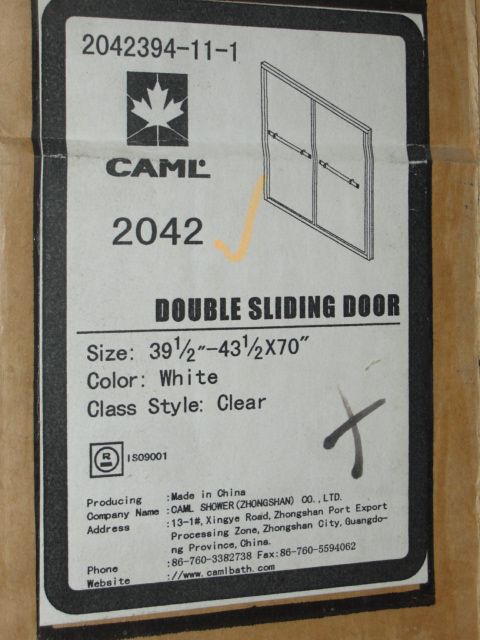 2042394-11-1
CAML
2042
DOUBLE SLIDING DOOR
Size: 39½"-43½X70"
Color: White
Class Style: Clear
R
ISO9001
Producing :Made in China
Company Name :CAML SHOWER(ZHONGSHAN) CO.,LTD.
Address :13-1#, Xingye Road, Zhongshan Port Export
Processing Zone, Zhongshan City, Guangdo-
ng Province, China.
Phone :86-760-3382738 Fax:86-760-5594062
Website ://www.camlbath.com